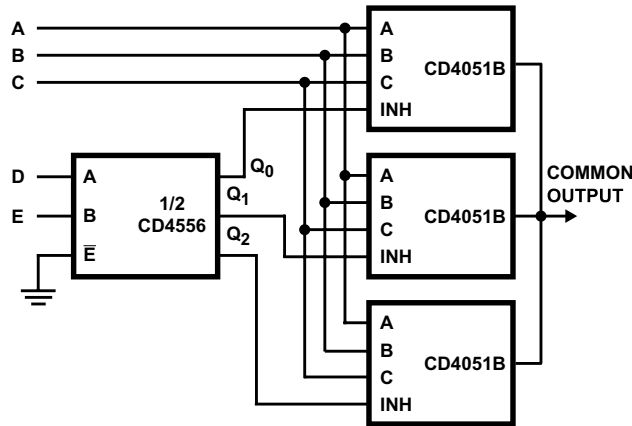 A
B
C
A
B
C
INH
CD4051B
D
E
A
B
E̅
1/2
CD4556
Q0
Q1
Q2
A
B
C
INH
CD4051B
COMMON
OUTPUT
A
B
C
INH
CD4051B